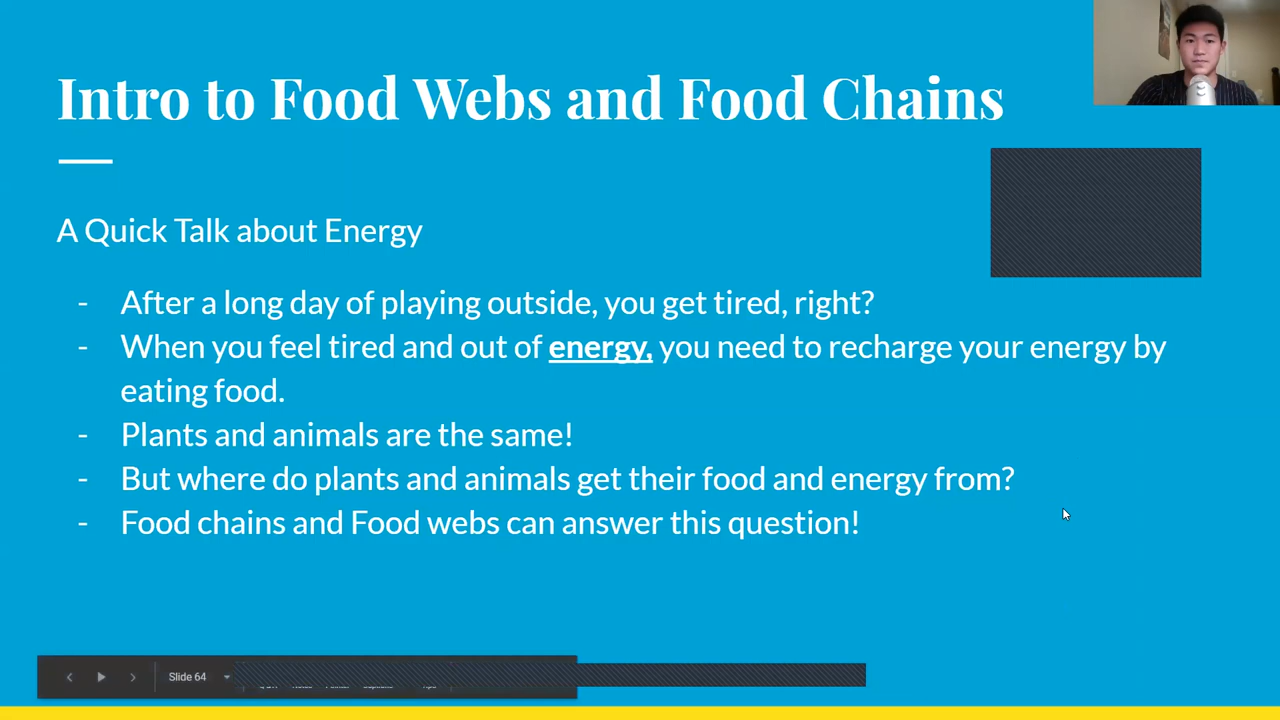 Intro to Food Webs and Food Chains
A Quick Talk about Energy
- After a long day of playing outside, you get tired, right?
- When you feel tired and out of energy, you need to recharge your energy by
eating food.
- Plants and animals are the same!
- But where do plants and animals get their food and energy from?
- Food chains and Food webs can answer this question!
Slide 64